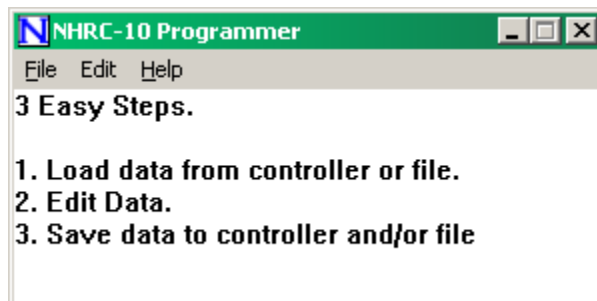 NHRC-10 Programmer
File Edit Help
3 Easy Steps.
1. Load data from controller or file.
2. Edit Data.
3. Save data to controller and/or file